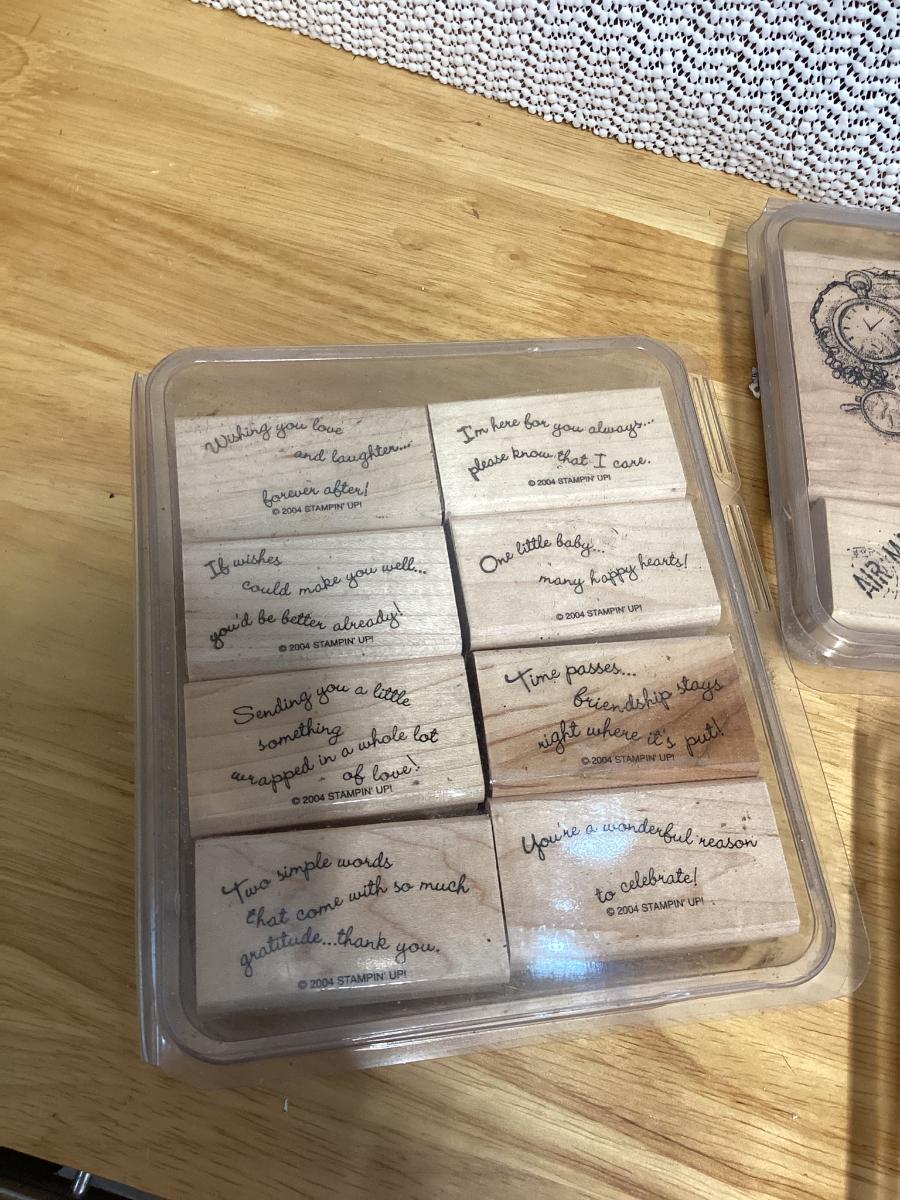 Wishing you love
and laughter...
forever after!
© 2004 STAMPIN' UP!
I'm here for you always...
please know that I care.
© 2004 STAMPIN' UP!
If wishes
could make you well...
you'd be better already!
© 2004 STAMPIN' UP!
One little baby...
many happy hearts!
© 2004 STAMPIN' UP!
Sending you a little
something
wrapped in a whole lot
of love!
© 2004 STAMPIN' UP!
Time passes...
friendship stays
right where it's put!
© 2004 STAMPIN' UP!
Two simple words
that come with so much
gratitude...thank you.
© 2004 STAMPIN' UP!
You're a wonderful reason
to celebrate!
© 2004 STAMPIN' UP!
AIR